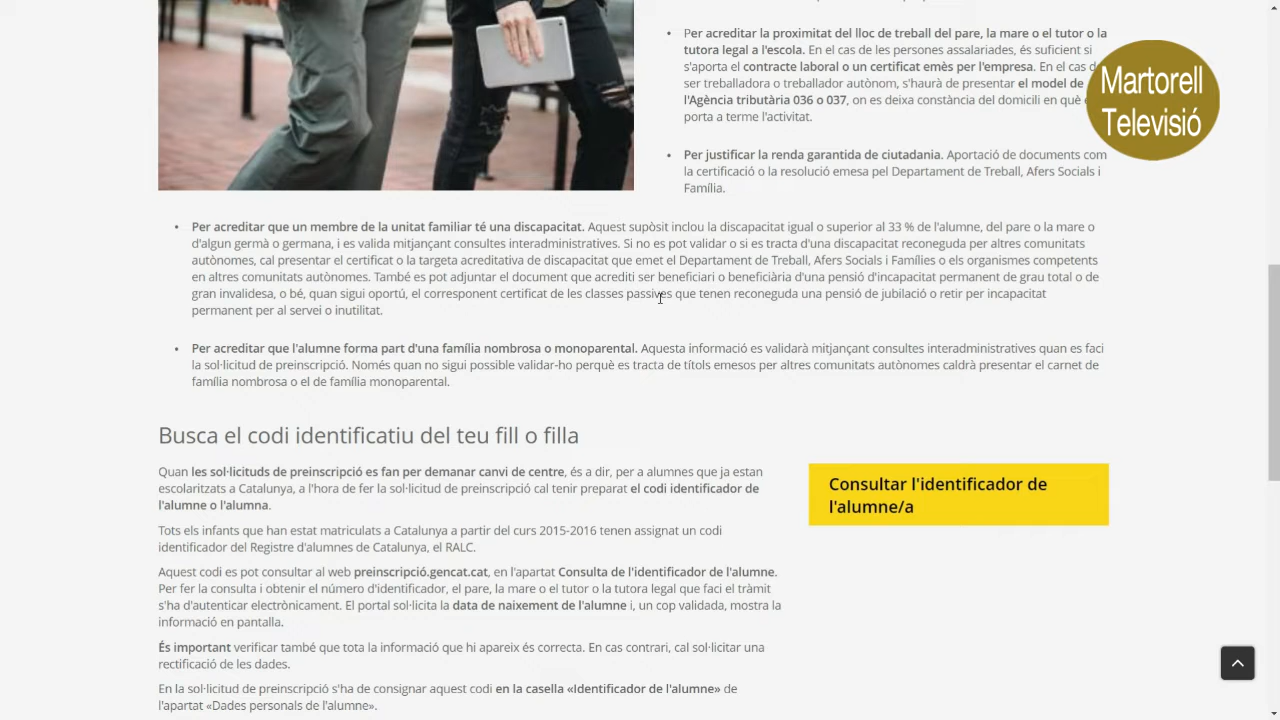 Per acreditar la proximitat del lloc de treball del pare, la mare o el tutor o la
tutora legal a l'escola. En el cas de les persones assalariades, és suficient si
s'aporta el contracte laboral o un certificat emès per l'empresa. En el cas
ser treballadora o treballador autònom, s'haurà de presentar el model de
l'Agència tributària 036 o 037, on es deixa constància del domicili en què
porta a terme l'activitat.
Martorell
Televisió
Per justificar la renda garantida de ciutadania. Aportació de documents com
la certificació o la resolució emesa pel Departament de Treball, Afers Socials i
Família.
Per acreditar que un membre de la unitat familiar té una discapacitat. Aquest supòsit inclou la discapacitat igual o superior al 33 % de l'alumne, del pare o la mare o
d'algun germà o germana, i es valida mitjançant consultes interadministratives. Si no es pot validar o si es tracta d'una discapacitat reconeguda per altres comunitats
autònomes, cal presentar el certificat o la targeta acreditativa de discapacitat que emet el Departament de Treball, Afers Socials i Famílies o els organismes competents
en altres comunitats autònomes. També es pot adjuntar el document que acrediti ser beneficiari o beneficiària d'una pensió d'incapacitat permanent de grau total o de
gran invalidesa, o bé, quan sigui oportú, el corresponent certificat de les classes passives que tenen reconeguda una pensió de jubilació o retir per incapacitat
permanent per al servei o inutilitat.
Per acreditar que l'alumne forma part d'una família nombrosa o monoparental. Aquesta informació es validarà mitjançant consultes interadministratives quan es faci
la sol·licitud de preinscripció. Només quan no sigui possible validar-ho perquè es tracta de títols emesos per altres comunitats autònomes caldrà presentar el carnet de
família nombrosa o el de família monoparental.
Busca el codi identificatiu del teu fill o filla
Quan les sol·licituds de preinscripció es fan per demanar canvi de centre, és a dir, per a alumnes que ja estan
escolaritzats a Catalunya, a l'hora de fer la sol·licitud de preinscripció cal tenir preparat el codi identificador de
l'alumne o l'alumna.
Tots els infants que han estat matriculats a Catalunya a partir del curs 2015-2016 tenen assignat un codi
identificador del Registre d'alumnes de Catalunya, el RALC.
Aquest codi es pot consultar al web preinscripció.gencat.cat, en l'apartat Consulta de l'identificador de l'alumne.
Per fer la consulta i obtenir el número d'identificador, el pare, la mare o el tutor o la tutora legal que faci el tràmit
s'ha d'autenticar electrònicament. El portal sol·licita la data de naixement de l'alumne i, un cop validada, mostra la
informació en pantalla.
És important verificar també que tota la informació que hi apareix és correcta. En cas contrari, cal sol·licitar una
rectificació de les dades.
En la sol·licitud de preinscripció s'ha de consignar aquest codi en la casella «Identificador de l'alumne» de
l'apartat «Dades personals de l'alumne».
Consultar l'identificador de
l'alumne/a